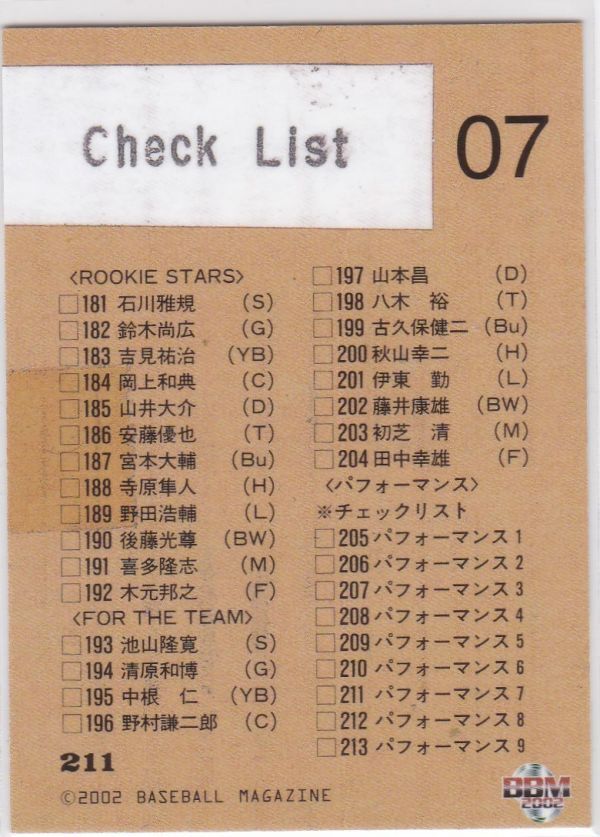 Check List
07
〈ROOKIE STARS〉
181 石川雅規 (S)
182 鈴木尚広 (G)
183 吉見祐治 (YB)
184 岡上和典 (C)
185 山井大介 (D)
186 安藤優也 (T)
187 宮本大輔 (Bu)
188 寺原隼人 (H)
189 野田浩輔 (L)
190 後藤光尊 (BW)
191 喜多隆志 (M)
192 木元邦之 (F)
〈FOR THE TEAM〉
193 池山隆寛 (S)
194 清原和博 (G)
195 中根 仁 (YB)
196 野村謙二郎 (C)
197 山本昌 (D)
198 八木 裕 (T)
199 古久保健二 (Bu)
200 秋山幸二 (H)
201 伊東 勤 (L)
202 藤井康雄 (BW)
203 初芝 清 (M)
204 田中幸雄 (F)
〈パフォーマンス〉
※チェックリスト
205 パフォーマンス1
206 パフォーマンス2
207 パフォーマンス3
208 パフォーマンス4
209 パフォーマンス5
210 パフォーマンス6
211 パフォーマンス7
212 パフォーマンス8
213 パフォーマンス9
211
©2002 BASEBALL MAGAZINE
BBM
2002